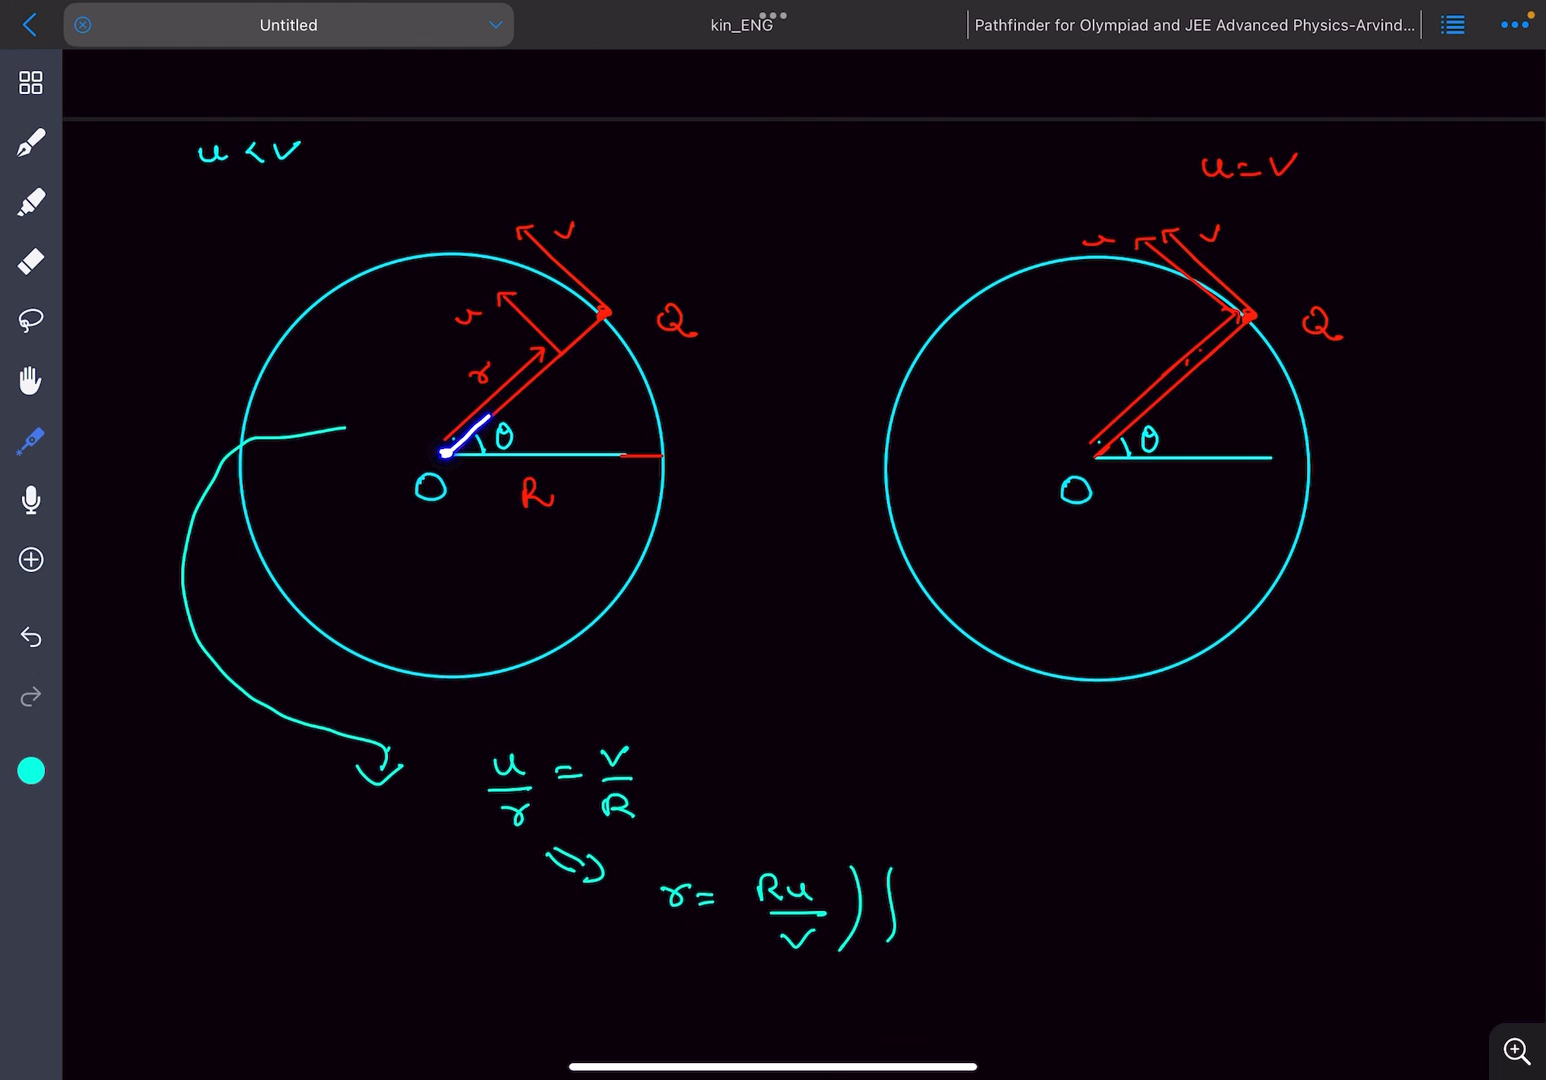 Untitled
kin_ENG
Pathfinder for Olympiad and JEE Advanced Physics-Arvind...
u < v
u = v
v
u
r
Q
θ
O
R
u
v
Q
θ
O
u/r = v/R
⇒ r = Ru/v